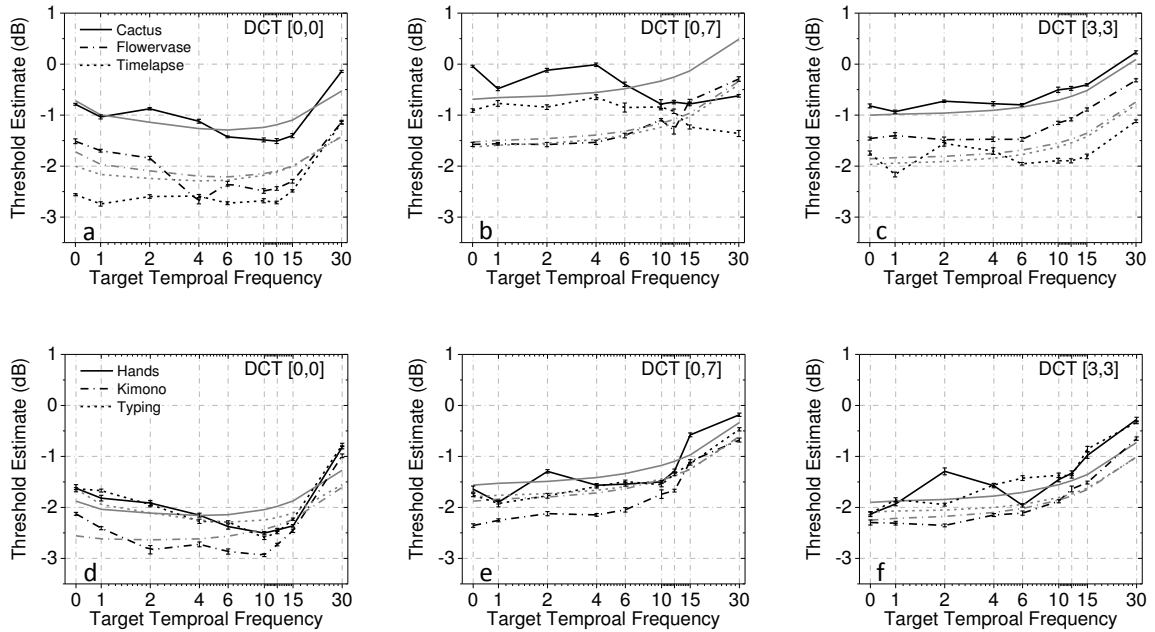 1
0
-1
-2
-3
Threshold Estimate (dB)
Cactus
Flowervase
Timelapse
DCT [0,0]
a
0 1 2 4 6 10 15 30
Target Temproal Frequency
1
0
-1
-2
-3
Threshold Estimate (dB)
DCT [0,7]
b
0 1 2 4 6 10 15 30
Target Temproal Frequency
1
0
-1
-2
-3
Threshold Estimate (dB)
DCT [3,3]
c
0 1 2 4 6 10 15 30
Target Temproal Frequency
1
0
-1
-2
-3
Threshold Estimate (dB)
Hands
Kimono
Typing
DCT [0,0]
d
0 1 2 4 6 10 15 30
Target Temproal Frequency
1
0
-1
-2
-3
Threshold Estimate (dB)
DCT [0,7]
e
0 1 2 4 6 10 15 30
Target Temproal Frequency
1
0
-1
-2
-3
Threshold Estimate (dB)
DCT [3,3]
f
0 1 2 4 6 10 15 30
Target Temproal Frequency